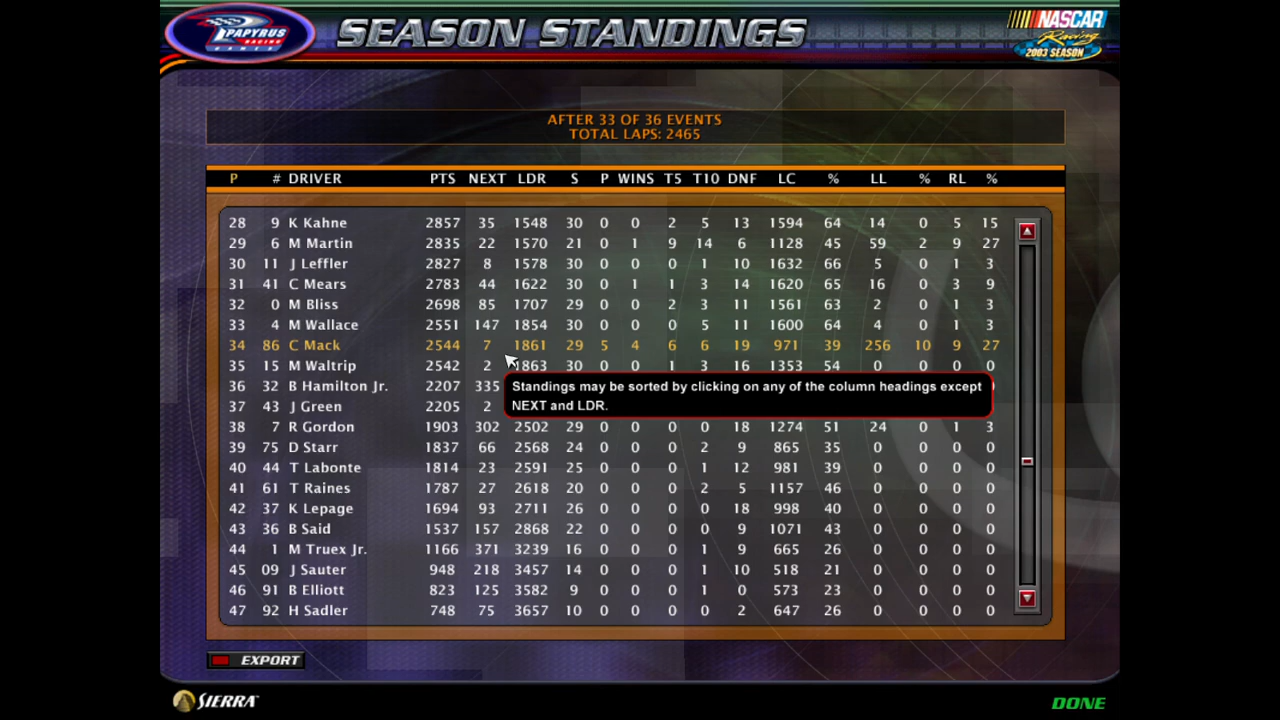 PAPYRUS
RACING
GAMES
SEASON STANDINGS
NASCAR
Racing
2003 SEASON
AFTER 33 OF 36 EVENTS
TOTAL LAPS: 2465
P # DRIVER PTS NEXT LDR S P WINS T5 T10 DNF LC % LL % RL %
28 9 K Kahne 2857 35 1548 30 0 0 2 5 13 1594 64 14 0 5 15
29 6 M Martin 2835 22 1570 21 0 1 9 14 6 1128 45 59 2 9 27
30 11 J Leffler 2827 8 1578 30 0 0 0 1 10 1632 66 5 0 1 3
31 41 C Mears 2783 44 1622 30 0 1 1 3 14 1620 65 16 0 3 9
32 0 M Bliss 2698 85 1707 29 0 0 2 3 11 1561 63 2 0 1 3
33 4 M Wallace 2551 147 1854 30 0 0 0 5 11 1600 64 4 0 1 3
34 86 C Mack 2544 7 1861 29 5 4 6 6 19 971 39 256 10 9 27
35 15 M Waltrip 2542 2 1863 30 0 0 1 3 16 1353 54 0 0 0 0
36 32 B Hamilton Jr. 2207 335
Standings may be sorted by clicking on any of the column headings except
NEXT and LDR.
37 43 J Green 2205 2
38 7 R Gordon 1903 302 2502 29 0 0 0 0 18 1274 51 24 0 1 3
39 75 D Starr 1837 66 2568 24 0 0 0 2 9 865 35 0 0 0 0
40 44 T Labonte 1814 23 2591 25 0 0 0 1 12 981 39 0 0 0 0
41 61 T Raines 1787 27 2618 20 0 0 0 2 5 1157 46 0 0 0 0
42 37 K Lepage 1694 93 2711 26 0 0 0 0 18 998 40 0 0 0 0
43 36 B Said 1537 157 2868 22 0 0 0 0 9 1071 43 0 0 0 0
44 1 M Truex Jr. 1166 371 3239 16 0 0 0 1 9 665 26 0 0 0 0
45 09 J Sauter 948 218 3457 14 0 0 0 1 10 518 21 0 0 0 0
46 91 B Elliott 823 125 3582 9 0 0 0 1 0 573 23 0 0 0 0
47 92 H Sadler 748 75 3657 10 0 0 0 0 2 647 26 0 0 0 0
EXPORT
SIERRA
DONE